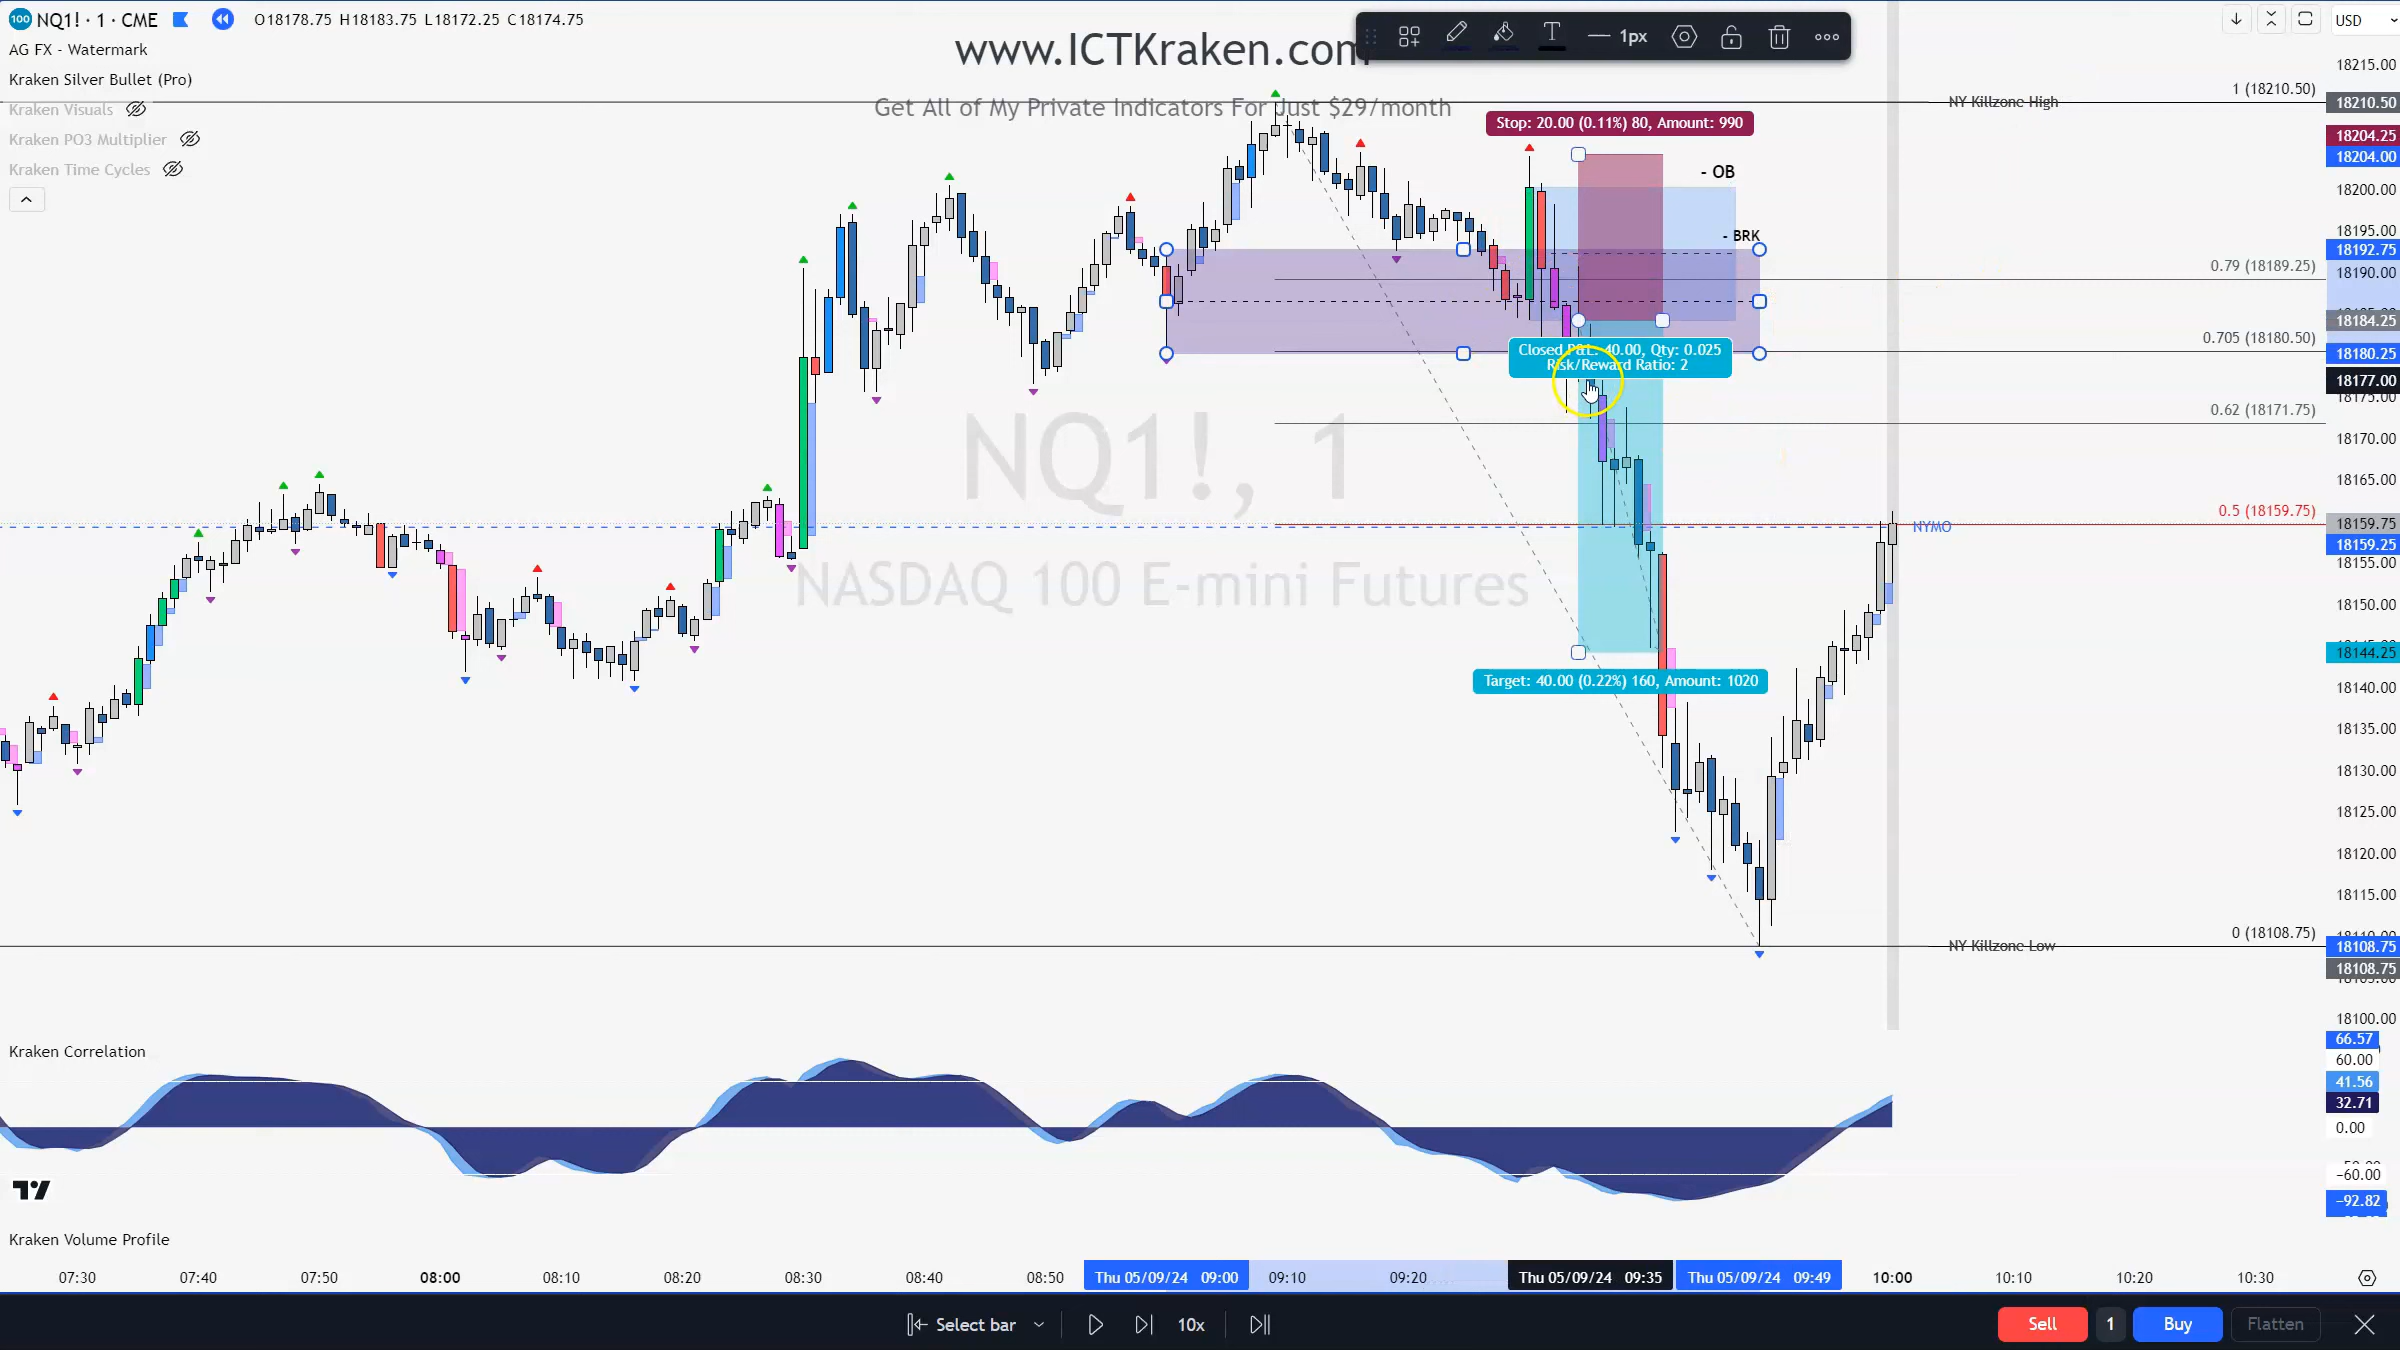 NQ1! · 1 · CME O18178.75 H18183.75 L18172.25 C18174.75
AG FX - Watermark
Kraken Silver Bullet (Pro)
Kraken Visuals
Kraken PO3 Multiplier
Kraken Time Cycles
www.ICTKraken.com
Get All of My Private Indicators For Just $29/month
1px
USD
NQ1!, 1
NASDAQ 100 E-mini Futures
Stop: 20.00 (0.11%) 80, Amount: 990
- OB
- BRK
Closed P&L: 40.00, Qty: 0.025
Risk/Reward Ratio: 2
Target: 40.00 (0.22%) 160, Amount: 1020
NY Killzone High
1 (18210.50)
0.79 (18189.25)
0.705 (18180.50)
0.62 (18171.75)
0.5 (18159.75)
NYMO
NY Killzone Low
0 (18108.75)
18215.00
18210.50
18204.25
18204.00
18200.00
18195.00
18192.75
18190.00
18184.25
18180.25
18177.00
18175.00
18170.00
18165.00
18159.75
18159.25
18155.00
18150.00
18144.25
18140.00
18135.00
18130.00
18125.00
18120.00
18115.00
18108.75
18108.75
18100.00
Kraken Correlation
66.57
60.00
41.56
32.71
0.00
−60.00
−92.82
Kraken Volume Profile
07:30 07:40 07:50 08:00 08:10 08:20 08:30 08:40 08:50 Thu 05/09/24 09:00 09:10 09:20 Thu 05/09/24 09:35 Thu 05/09/24 09:49 10:00 10:10 10:20 10:30
Select bar 10x Sell 1 Buy Flatten